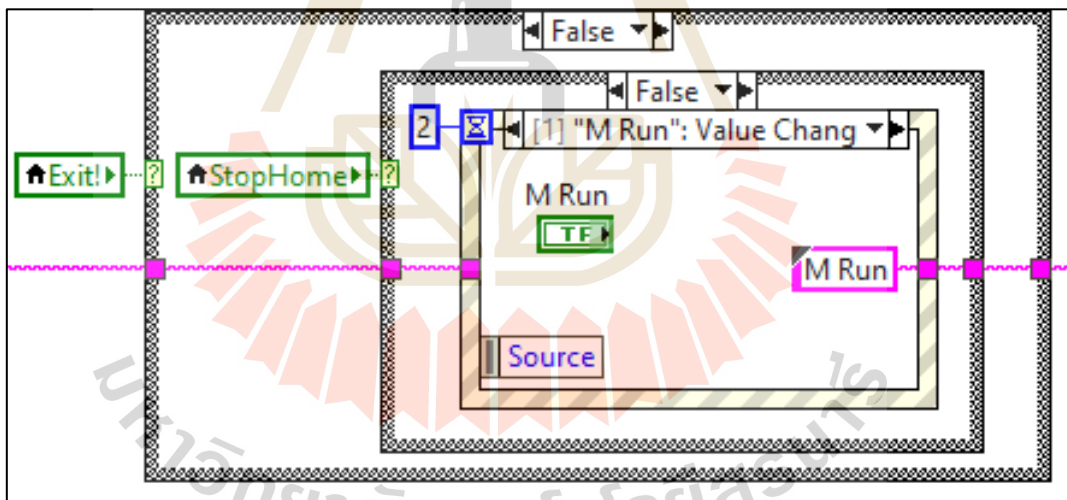 False
False
2
[1] "M Run": Value Chang
Exit!
?
StopHome
?
M Run
TF
M Run
Source